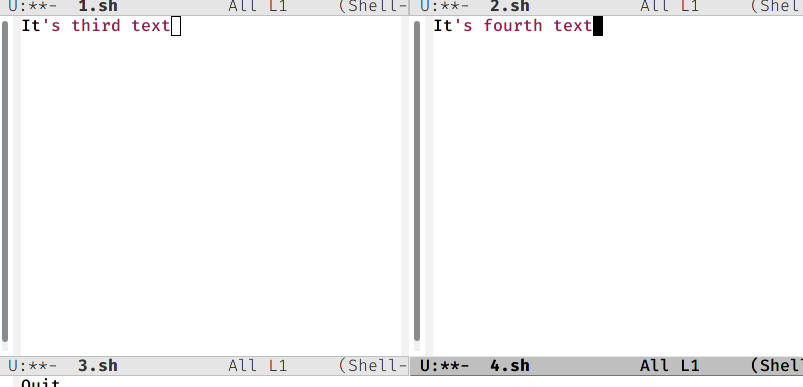 U:**-  1.sh           All L1     (Shell-
U:**-  2.sh           All L1     (Shel
It's third text
It's fourth text
U:**-  3.sh           All L1     (Shell-
U:**-  4.sh           All L1     (Shel
Quit